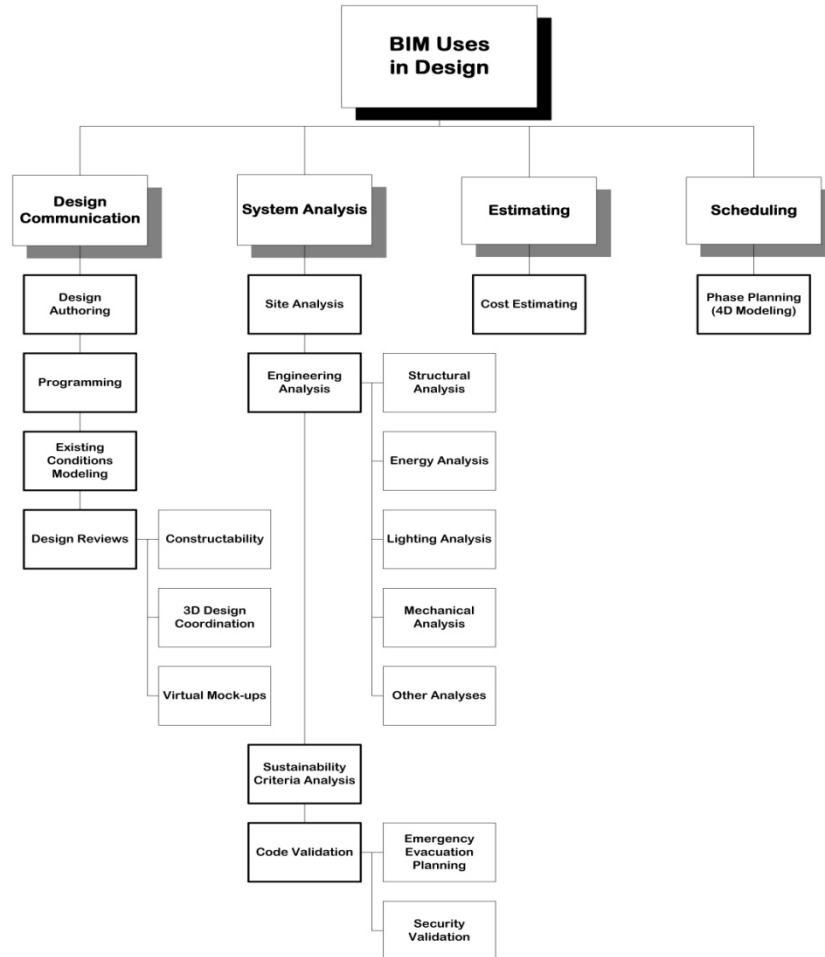 BIM Uses
in Design
Design
Communication
System Analysis
Estimating
Scheduling
Design
Authoring
Site Analysis
Cost Estimating
Phase Planning
(4D Modeling)
Programming
Engineering
Analysis
Structural
Analysis
Existing
Conditions
Modeling
Energy Analysis
Design Reviews
Constructability
Lighting Analysis
3D Design
Coordination
Mechanical
Analysis
Virtual Mock-ups
Other Analyses
Sustainability
Criteria Analysis
Code Validation
Emergency
Evacuation
Planning
Security
Validation